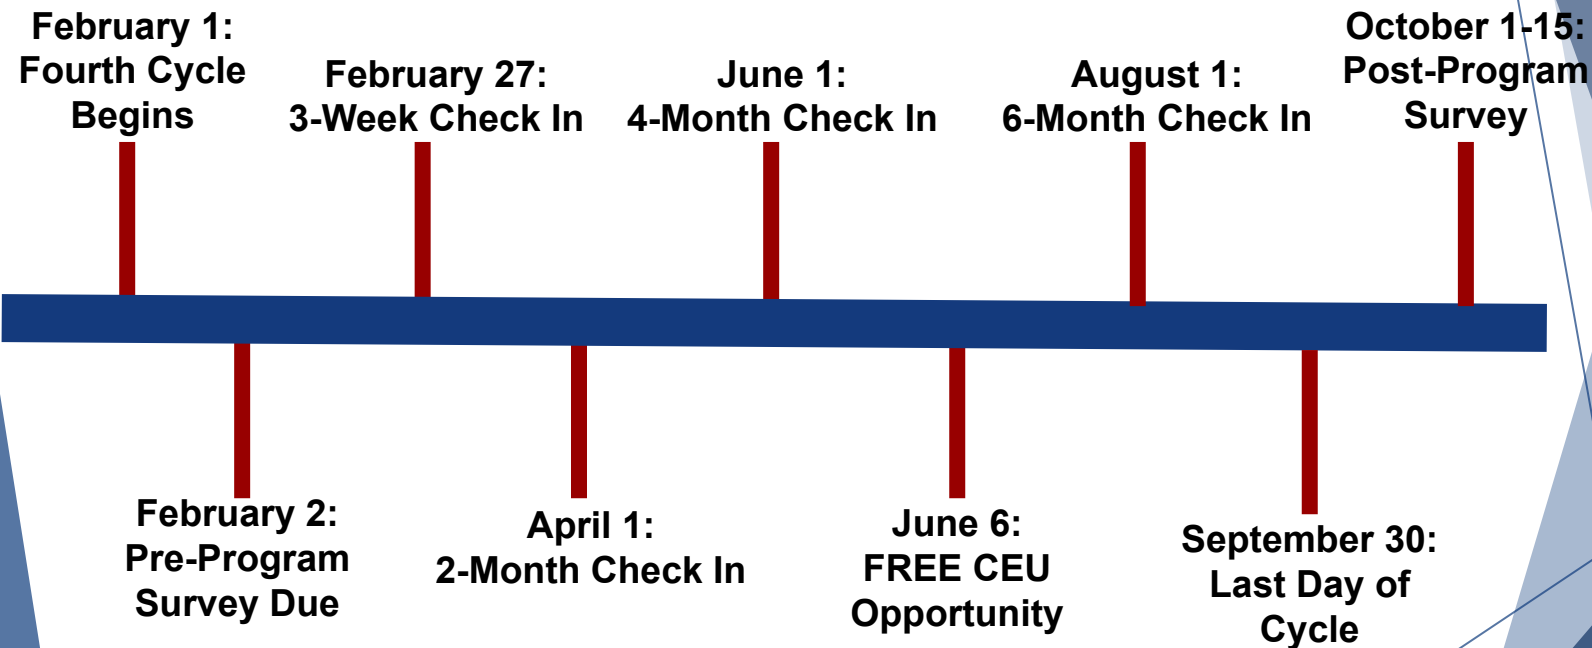 February 1:
Fourth Cycle
Begins
February 27:
3-Week Check In
June 1:
4-Month Check In
August 1:
6-Month Check In
October 1-15:
Post-Program
Survey
February 2:
Pre-Program
Survey Due
April 1:
2-Month Check In
June 6:
FREE CEU
Opportunity
September 30:
Last Day of
Cycle